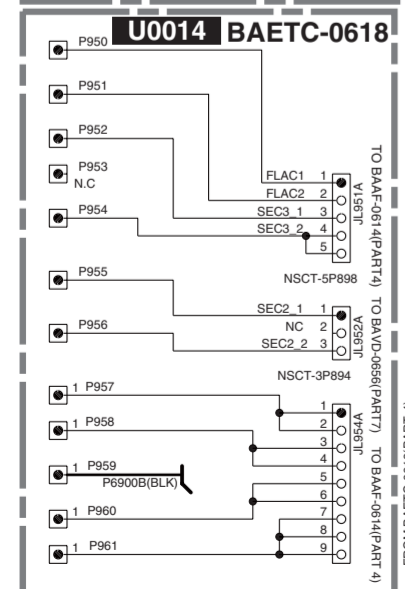 U0014 BAETC-0618
P950
P951
P952
P953
N.C
P954
FLAC1 1
FLAC2 2
SEC3_1 3
SEC3_2 4
5
JL951A
TO BAAF-0614(PART4)
NSCT-5P898
P955
P956
SEC2_1 1
NC 2
SEC2_2 3
JL952A
TO BAVD-0656(PART7)
NSCT-3P894
1 P957
1 P958
1 P959
P6900B(BLK)
1 P960
1 P961
1
2
3
4
5
6
7
8
9
JL954A
TO BAAF-0614(PART 4)